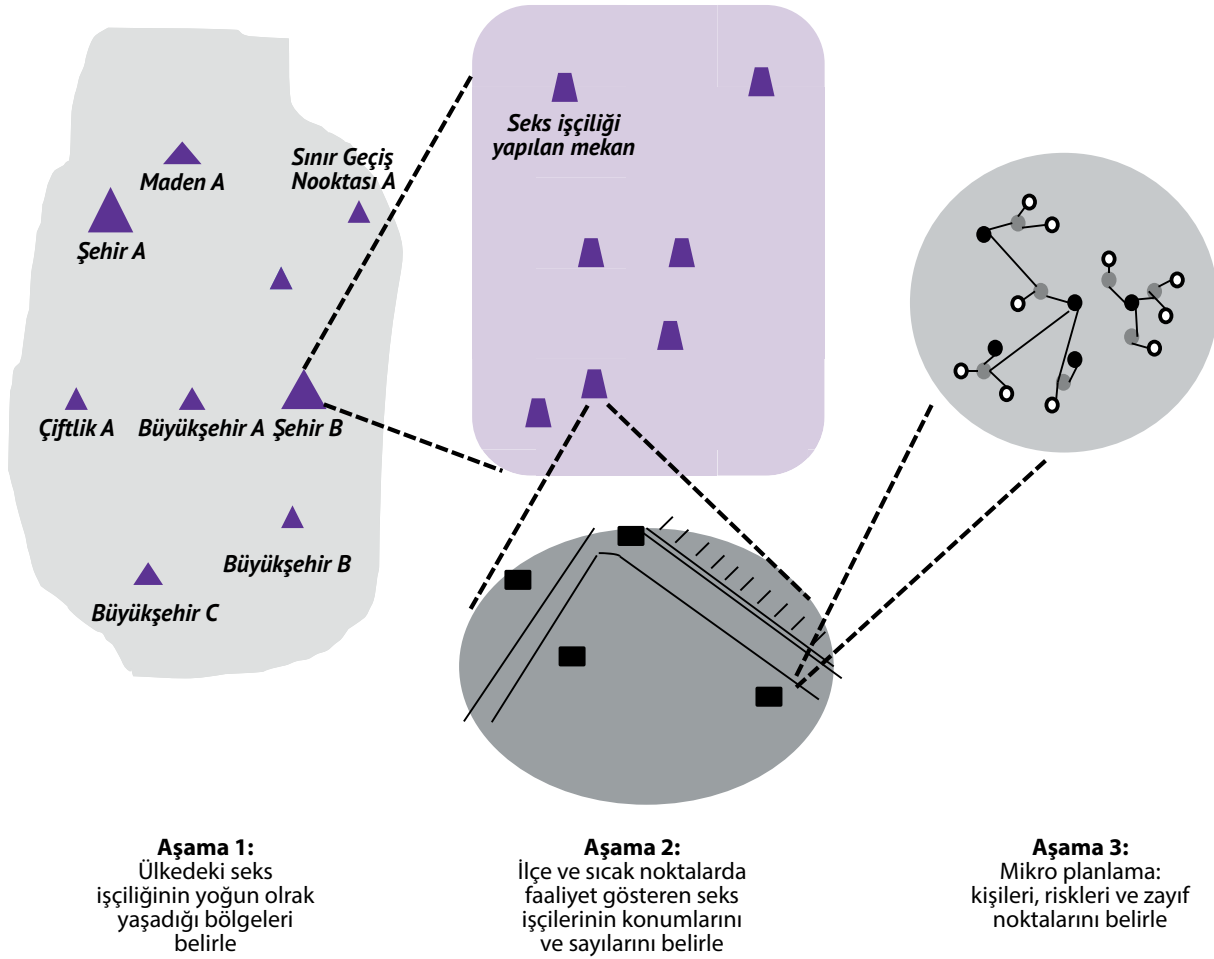 Seks işçiliği
yapılan mekan
Maden A
Sınır Geçiş
Nooktası A
Şehir A
Çiftlik A
Büyükşehir A
Şehir B
Büyükşehir B
Büyükşehir C
Aşama 1:
Ülkedeki seks
işçiliğinin yoğun olrak
yaşadığı bölgeleri
belirle
Aşama 2:
İlçe ve sıcak noktalarda
faaliyet gösteren seks
işçilerinin konumlarını
ve sayılarını belirle
Aşama 3:
Mikro planlama:
kişileri, riskleri ve zayıf
noktalarını belirle